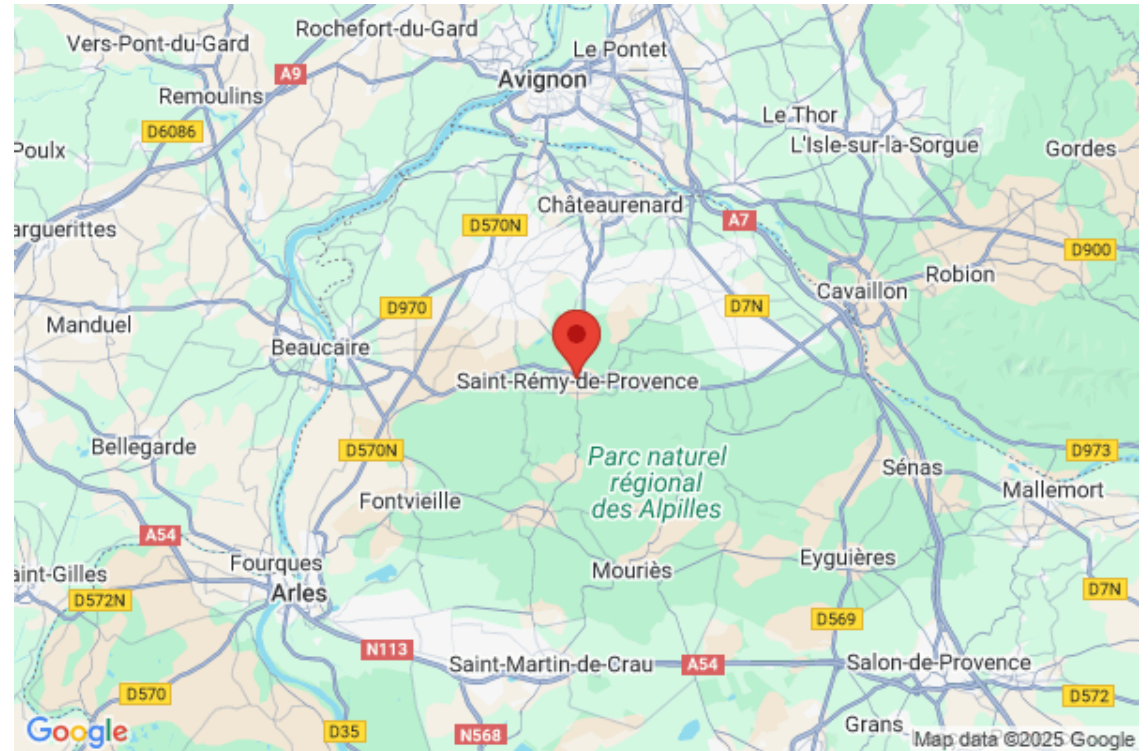 Rochefort-du-Gard
Vers-Pont-du-Gard
Le Pontet
A9
Avignon
Remoulins
Le Thor
D6086
L'Isle-sur-la-Sorgue
Poulx
Gordes
Châteaurenard
arguerittes
D570N
A7
D900
Robion
Cavaillon
D970
D7N
Manduel
Beaucaire
Saint-Rémy-de-Provence
Bellegarde
D570N
Parc naturel
régional
des Alpilles
D973
Sénas
Mallemort
Fontvieille
A54
Fourques
Eyguières
aint-Gilles
Mouriès
D572N
Arles
D7N
D569
N113
Saint-Martin-de-Crau
A54
Salon-de-Provence
D570
D572
Grans
D35
N568
Google
Map data ©2025 Google